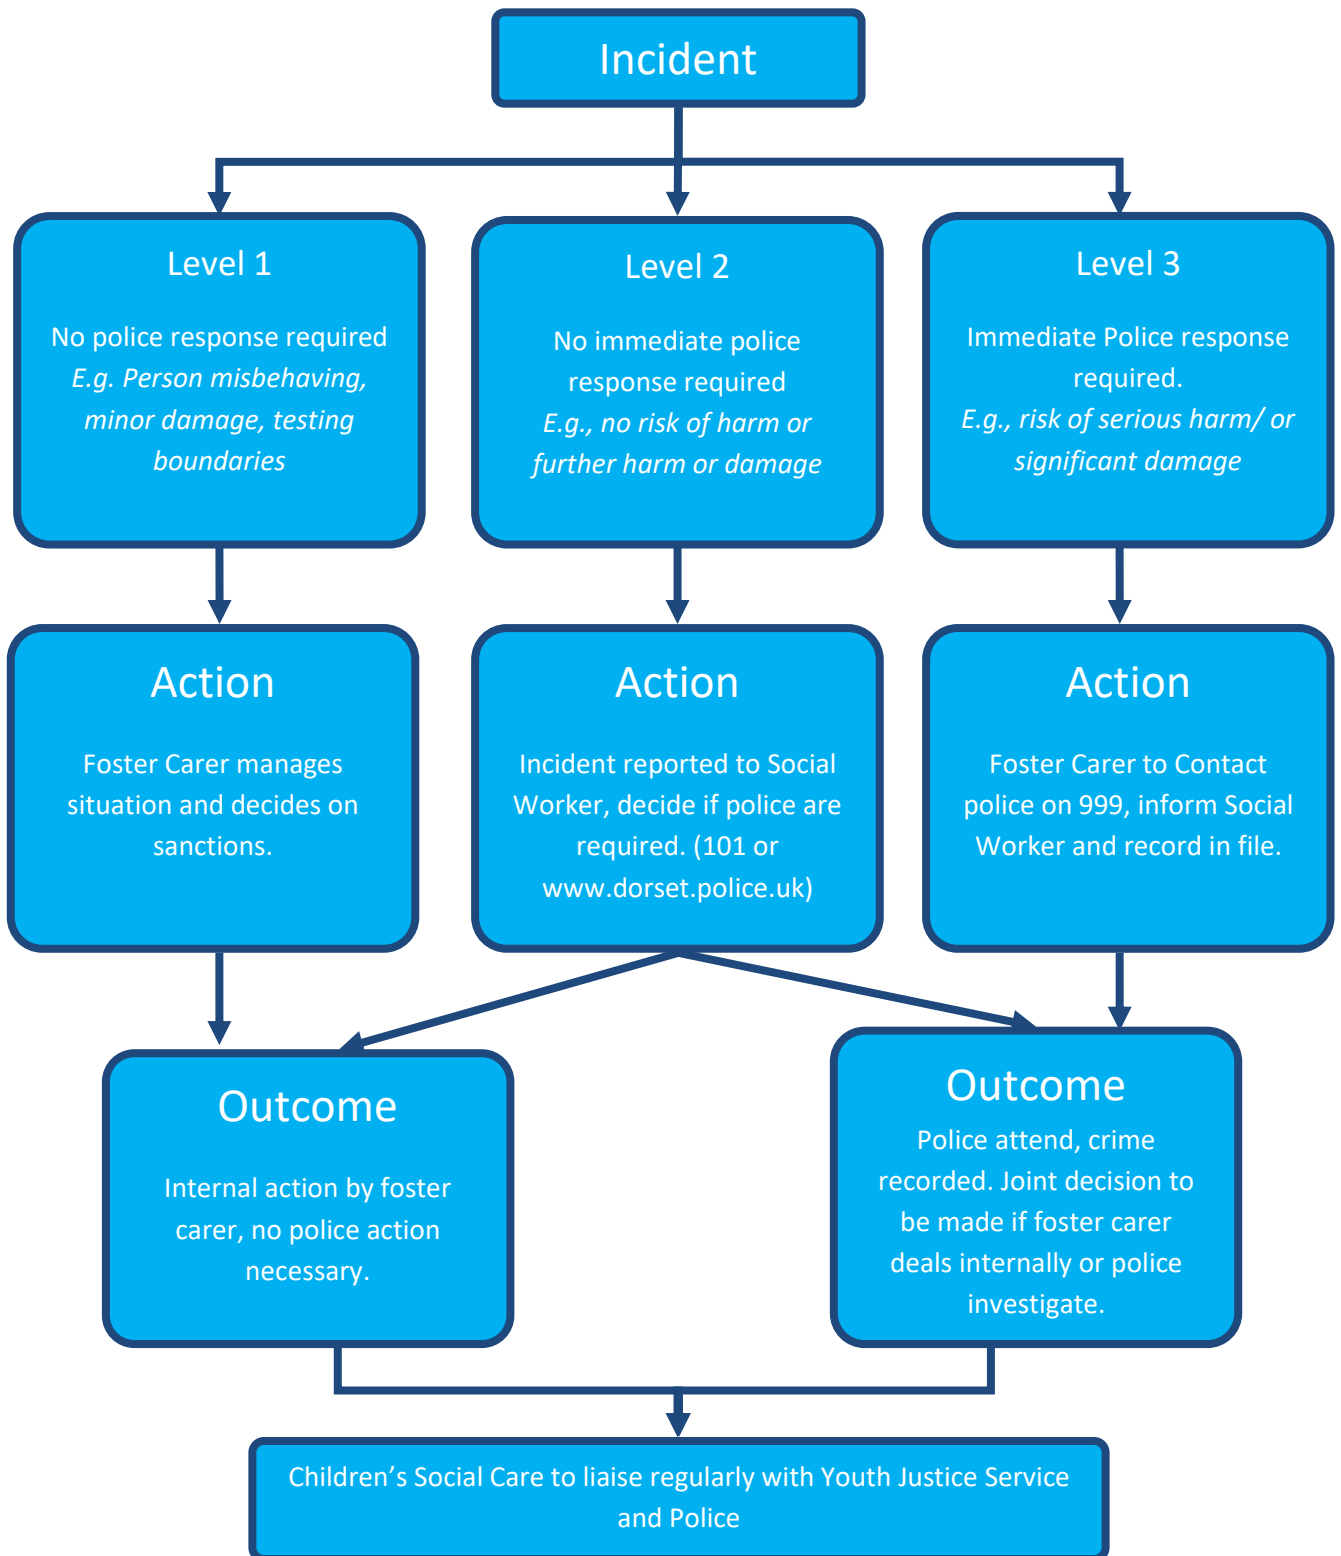 Incident
Level 1
No police response required
E.g. Person misbehaving,
minor damage, testing
boundaries
Level 2
No immediate police
response required
E.g., no risk of harm or
further harm or damage
Level 3
Immediate Police response
required.
E.g., risk of serious harm/ or
significant damage
Action
Foster Carer manages
situation and decides on
sanctions.
Action
Incident reported to Social
Worker, decide if police are
required. (101 or
www.dorset.police.uk)
Action
Foster Carer to Contact
police on 999, inform Social
Worker and record in file.
Outcome
Internal action by foster
carer, no police action
necessary.
Outcome
Police attend, crime
recorded. Joint decision to
be made if foster carer
deals internally or police
investigate.
Children’s Social Care to liaise regularly with Youth Justice Service
and Police